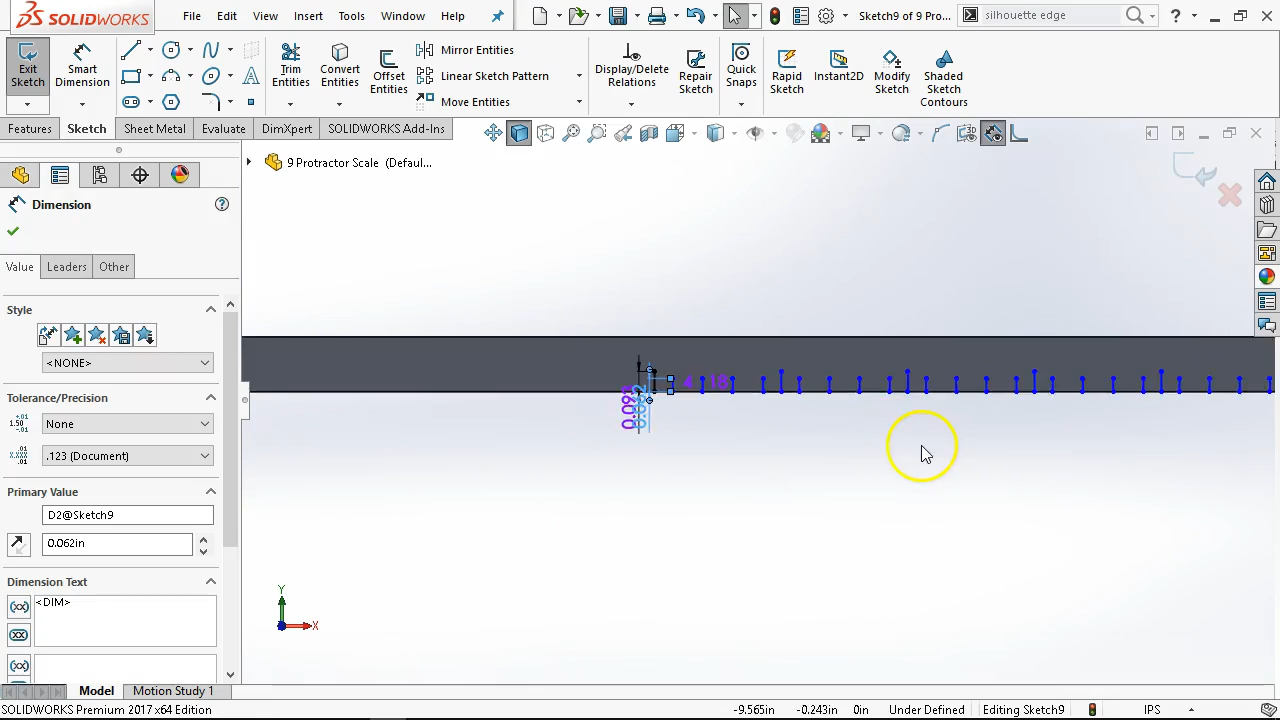 SOLIDWORKS
File
Edit
View
Insert
Tools
Window
Help
Sketch9 of 9 Pro...
silhouette edge
Exit Sketch
Smart Dimension
Trim Entities
Convert Entities
Offset Entities
Mirror Entities
Linear Sketch Pattern
Move Entities
Display/Delete Relations
Repair Sketch
Quick Snaps
Rapid Sketch
Instant2D
Modify Sketch
Shaded Sketch Contours
Features
Sketch
Sheet Metal
Evaluate
DimXpert
SOLIDWORKS Add-Ins
9 Protractor Scale (Defaul...
Dimension
Value
Leaders
Other
Style
<NONE>
Tolerance/Precision
None
.123 (Document)
Primary Value
D2@Sketch9
0.062in
Dimension Text
<DIM>
4
18
Y
X
Model
Motion Study 1
SOLIDWORKS Premium 2017 x64 Edition
-9.565in
-0.243in
0in
Under Defined
Editing Sketch9
IPS